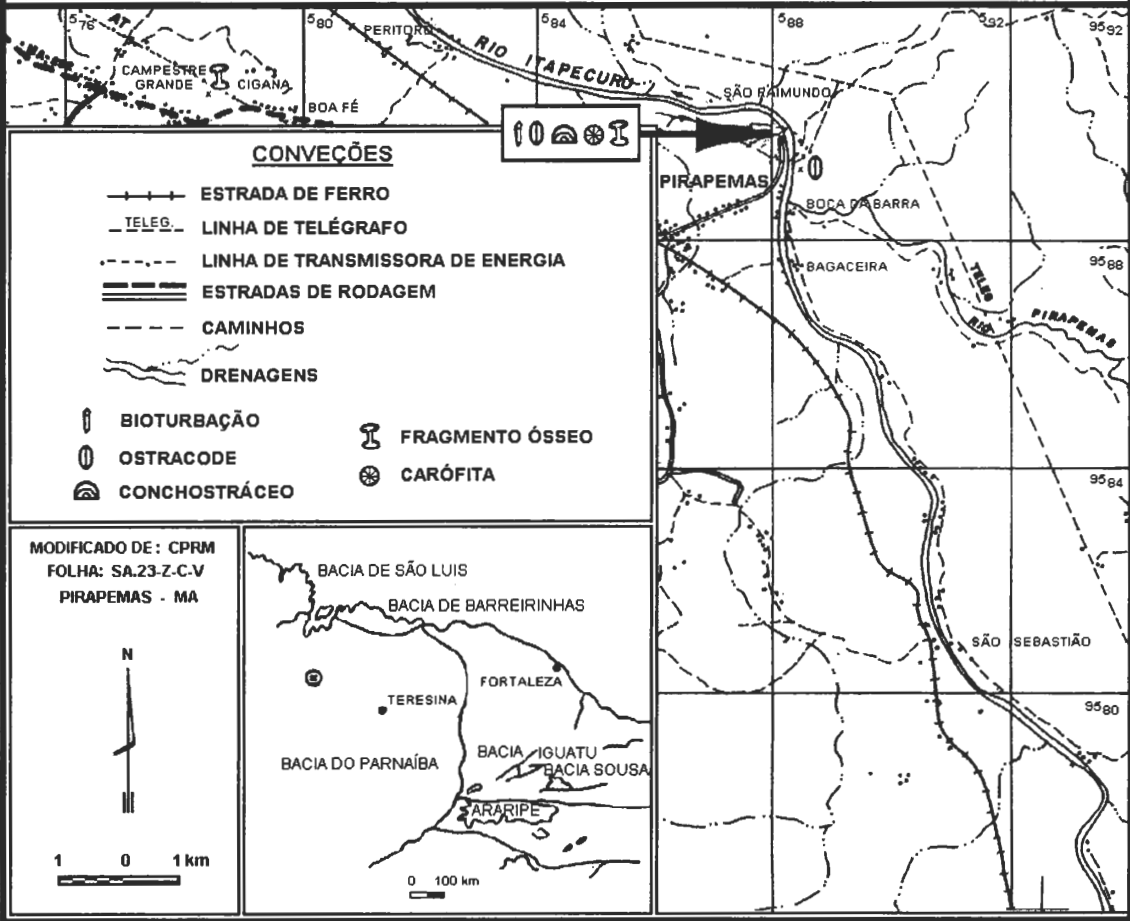 576
580
584
588
592
9592
AT
PERITORÓ
RIO ITAPECURU
CAMPESTRE
GRANDE
CIGANA
BOA FÉ
SÃO RAIMUNDO
PIRAPEMAS
BOCA DA BARRA
9588
BAGACEIRA
TELEG
RIO PIRAPEMAS
9584
SÃO SEBASTIÃO
9580
CONVEÇÕES
ESTRADA DE FERRO
TELEG. LINHA DE TELÉGRAFO
LINHA DE TRANSMISSORA DE ENERGIA
ESTRADAS DE RODAGEM
CAMINHOS
DRENAGENS
BIOTURBAÇÃO
OSTRACODE
CONCHOSTRÁCEO
FRAGMENTO ÓSSEO
CARÓFITA
MODIFICADO DE: CPRM
FOLHA: SA.23-Z-C-V
PIRAPEMAS - MA
N
1 0 1 km
BACIA DE SÃO LUIS
BACIA DE BARREIRINHAS
FORTALEZA
TERESINA
BACIA DO PARNAÍBA
BACIA IGUATU
BACIA SOUSA
ARARIPE
0 100 km